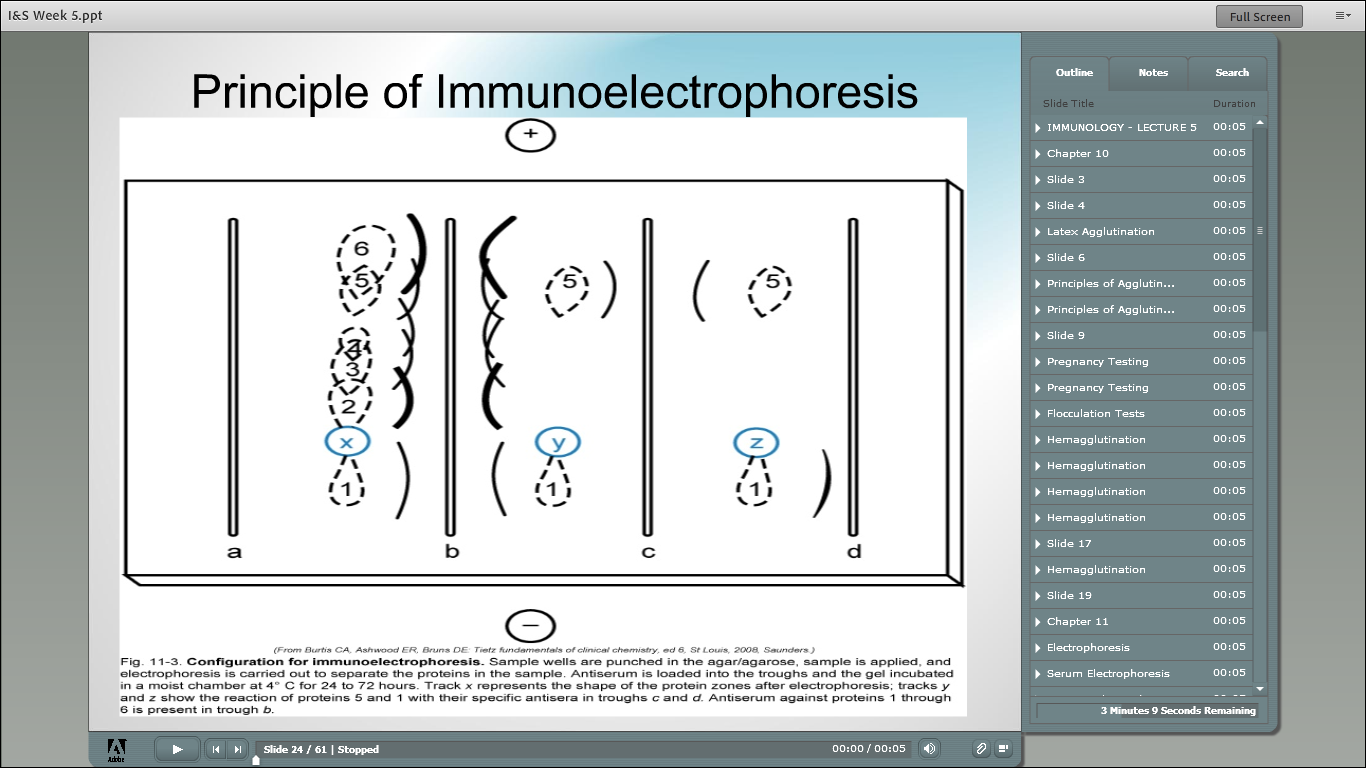 I&S Week 5.ppt
Full Screen
Principle of Immunoelectrophoresis
+
6
5
5
5
4
3
2
x
y
z
1
1
1
a
b
c
d
−
(From Burtis CA, Ashwood ER, Bruns DE: Tietz fundamentals of clinical chemistry, ed 6, St Louis, 2008, Saunders.)
Fig. 11-3. Configuration for immunoelectrophoresis. Sample wells are punched in the agar/agarose, sample is applied, and
electrophoresis is carried out to separate the proteins in the sample. Antiserum is loaded into the troughs and the gel incubated
in a moist chamber at 4° C for 24 to 72 hours. Track x represents the shape of the protein zones after electrophoresis; tracks y
and z show the reaction of proteins 5 and 1 with their specific antisera in troughs c and d. Antiserum against proteins 1 through
6 is present in trough b.
Outline Notes Search
Slide Title Duration
IMMUNOLOGY - LECTURE 5 00:05
Chapter 10 00:05
Slide 3 00:05
Slide 4 00:05
Latex Agglutination 00:05
Slide 6 00:05
Principles of Agglutin... 00:05
Principles of Agglutin... 00:05
Slide 9 00:05
Pregnancy Testing 00:05
Pregnancy Testing 00:05
Flocculation Tests 00:05
Hemagglutination 00:05
Hemagglutination 00:05
Hemagglutination 00:05
Hemagglutination 00:05
Slide 17 00:05
Hemagglutination 00:05
Slide 19 00:05
Chapter 11 00:05
Electrophoresis 00:05
Serum Electrophoresis 00:05
3 Minutes 9 Seconds Remaining
Adobe
Slide 24 / 61 | Stopped
00:00 / 00:05